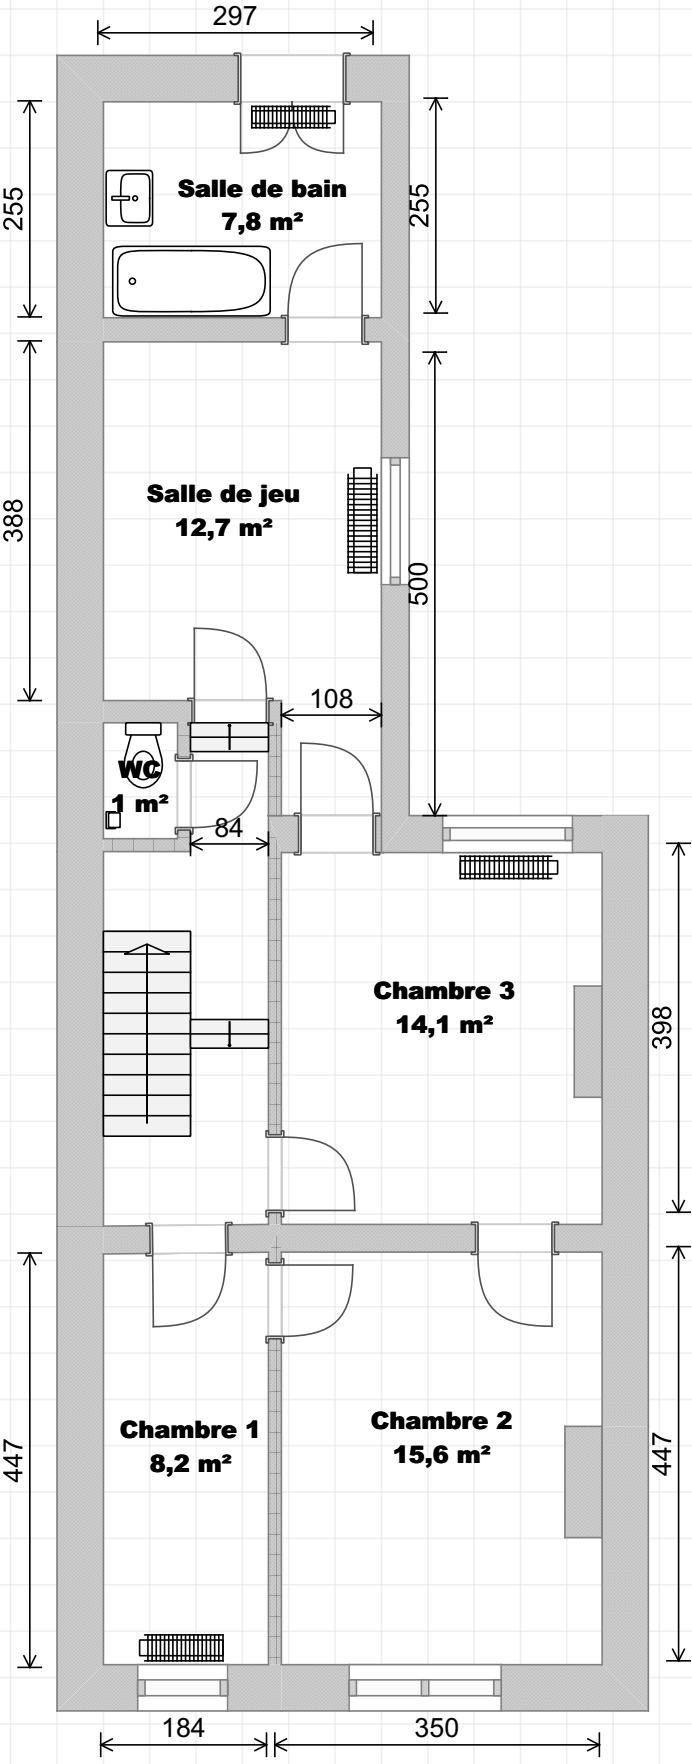 297
255
Salle de bain
7,8 m²
255
388
Salle de jeu
12,7 m²
500
108
WC
1 m²
84
Chambre 3
14,1 m²
398
447
Chambre 1
8,2 m²
Chambre 2
15,6 m²
447
184
350